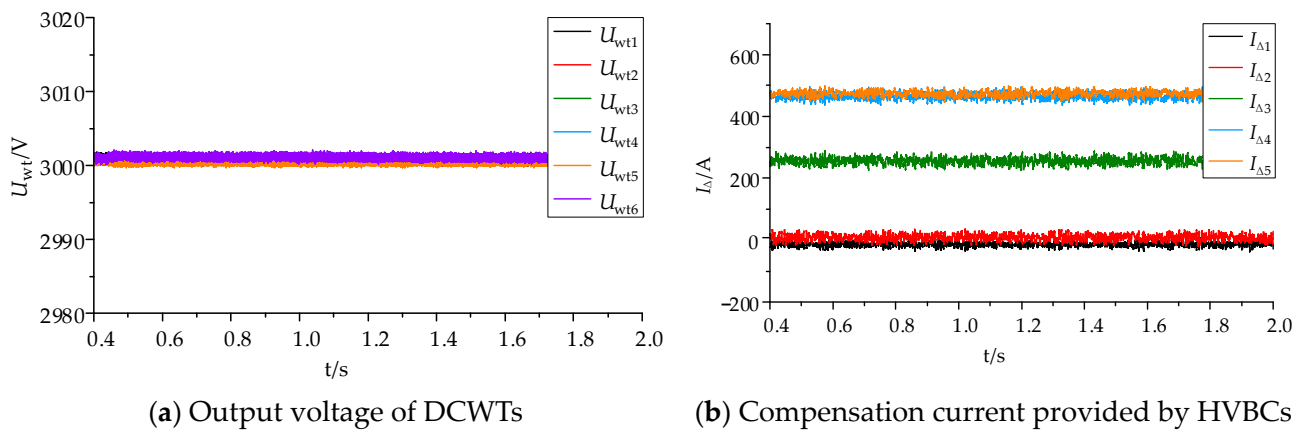 3020
3010
3000
2990
2980
U_wt/V
0.4 0.6 0.8 1.0 1.2 1.4 1.6 1.8 2.0
t/s
U_wt1
U_wt2
U_wt3
U_wt4
U_wt5
U_wt6
(a) Output voltage of DCWTs
600
400
200
0
−200
I_Δ/A
0.4 0.6 0.8 1.0 1.2 1.4 1.6 1.8 2.0
t/s
I_Δ1
I_Δ2
I_Δ3
I_Δ4
I_Δ5
(b) Compensation current provided by HVBCs